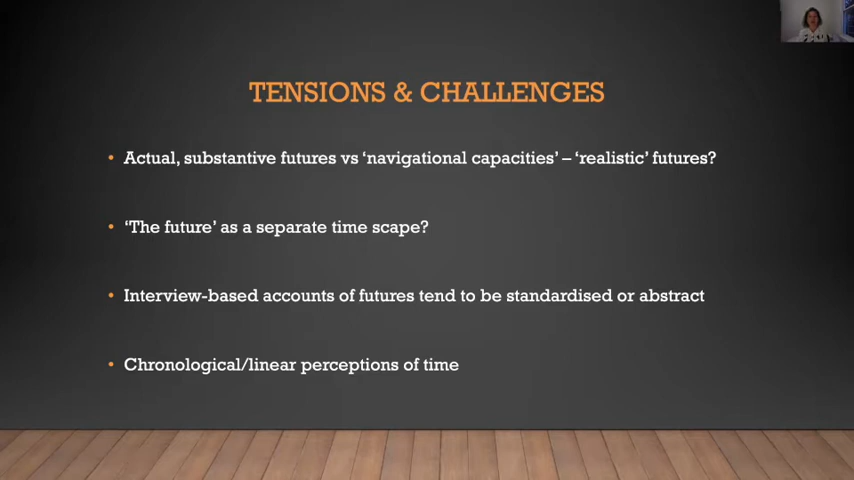 TENSIONS & CHALLENGES
• Actual, substantive futures vs ‘navigational capacities’ – ‘realistic’ futures?
• ‘The future’ as a separate time scape?
• Interview-based accounts of futures tend to be standardised or abstract
• Chronological/linear perceptions of time